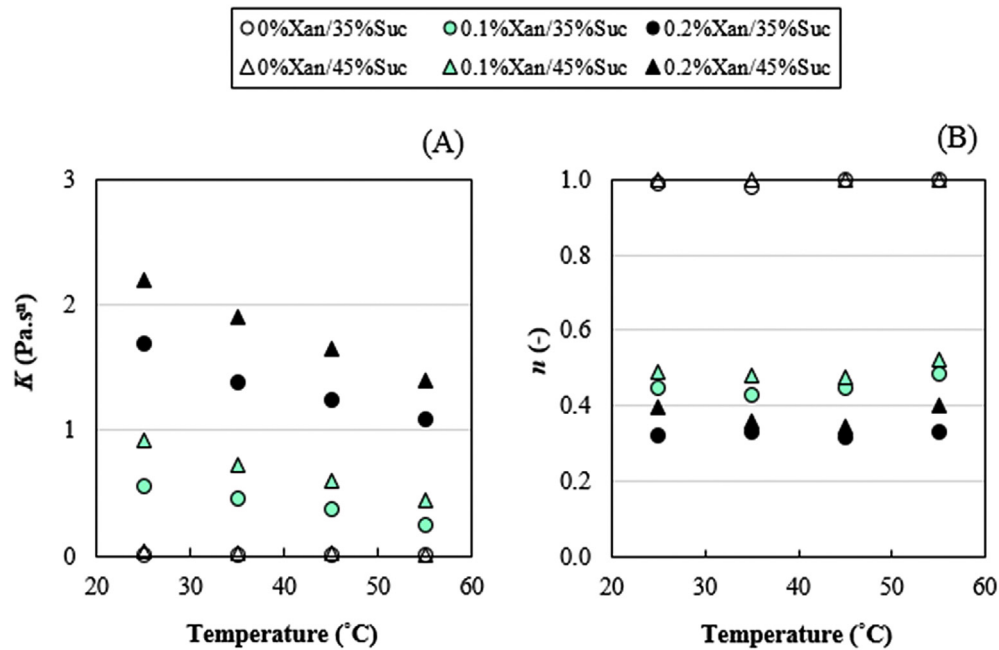 0%Xan/35%Suc 0.1%Xan/35%Suc 0.2%Xan/35%Suc
0%Xan/45%Suc 0.1%Xan/45%Suc 0.2%Xan/45%Suc
(A)
3
2
1
0
20 30 40 50 60
K (Pa.sⁿ)
Temperature (˚C)
(B)
1.0
0.8
0.6
0.4
0.2
0.0
20 30 40 50 60
n (-)
Temperature (˚C)